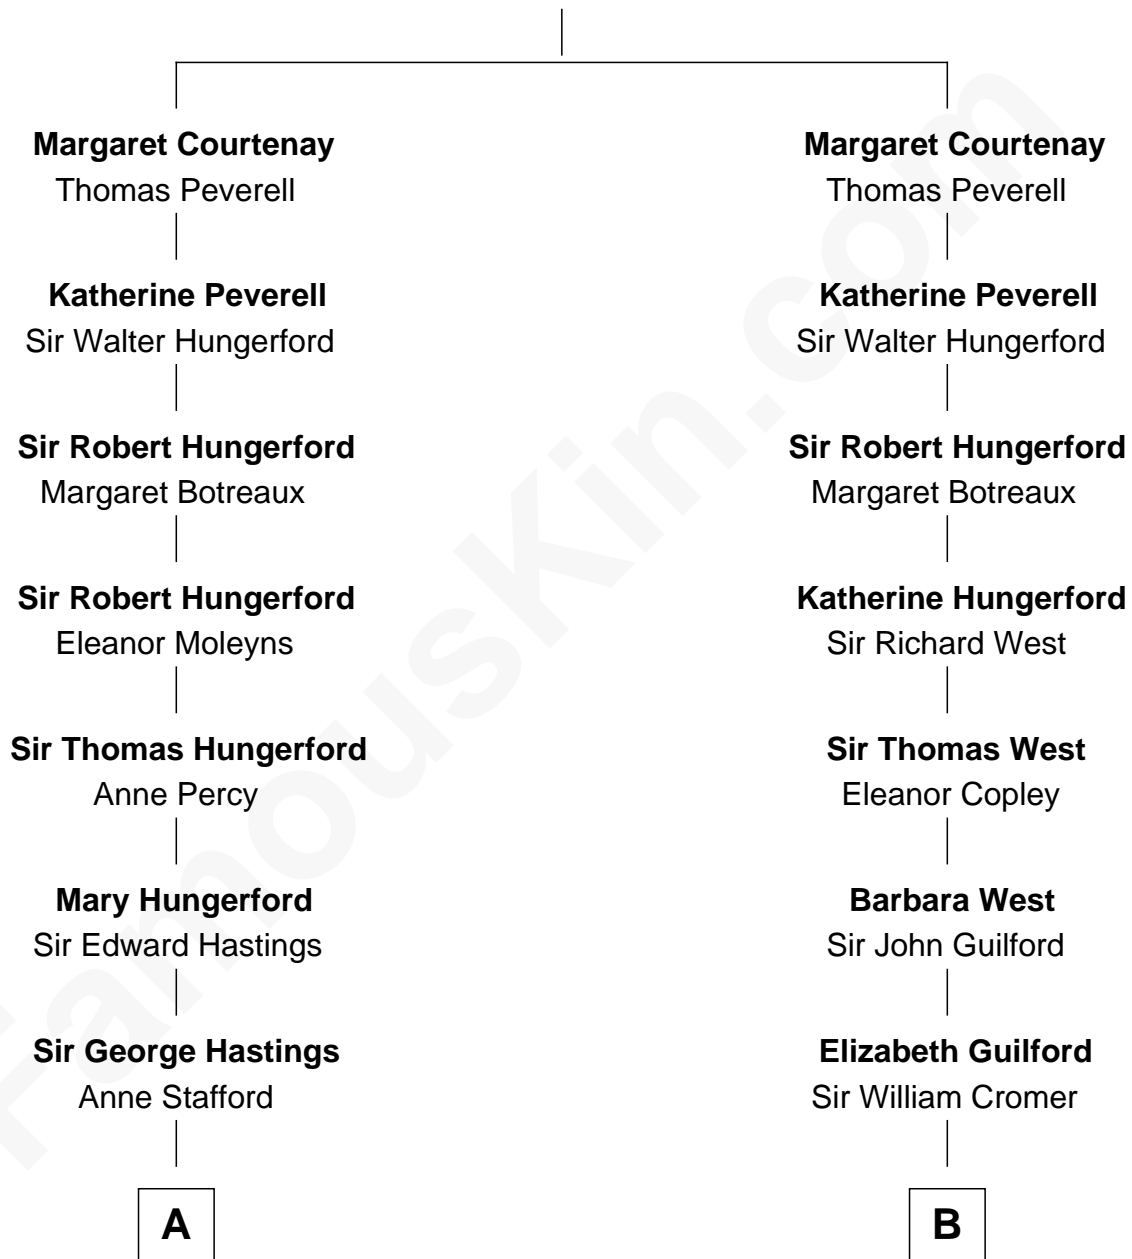 Margaret Courtenay
Thomas Peverell
Katherine Peverell
Sir Walter Hungerford
Sir Robert Hungerford
Margaret Botreaux
Sir Robert Hungerford
Eleanor Moleyns
Sir Thomas Hungerford
Anne Percy
Mary Hungerford
Sir Edward Hastings
Sir George Hastings
Anne Stafford
A
Margaret Courtenay
Thomas Peverell
Katherine Peverell
Sir Walter Hungerford
Sir Robert Hungerford
Margaret Botreaux
Katherine Hungerford
Sir Richard West
Sir Thomas West
Eleanor Copley
Barbara West
Sir John Guilford
Elizabeth Guilford
Sir William Cromer
B
FamousKin.com